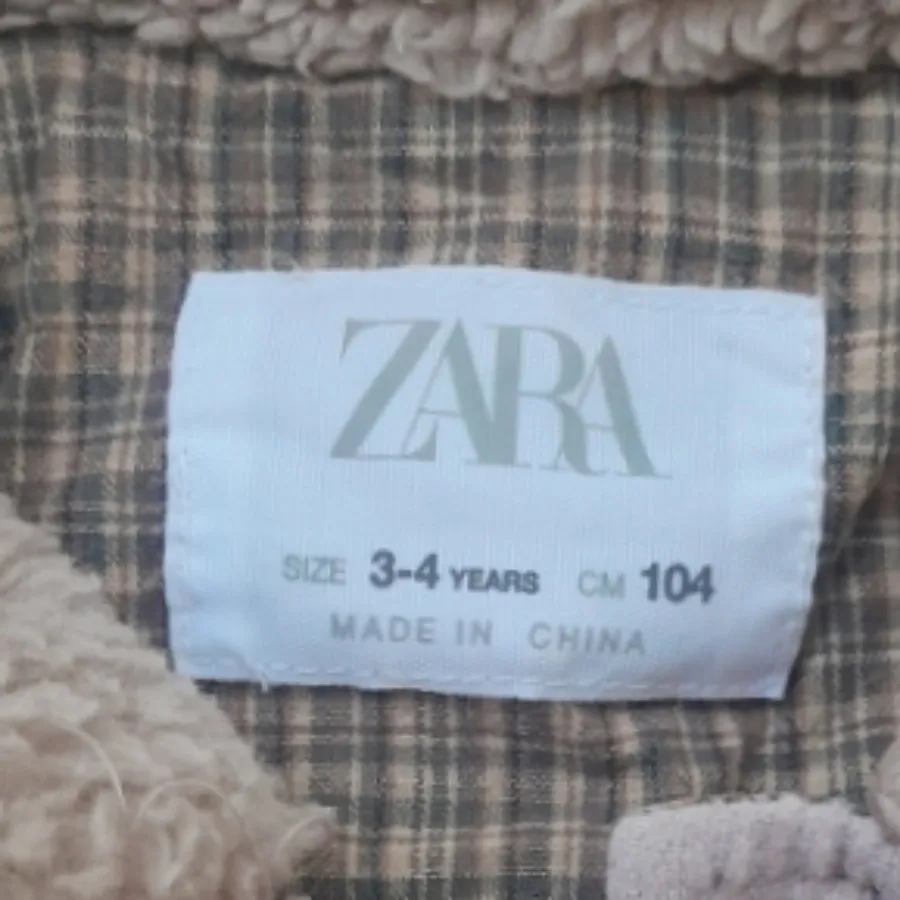 ZARA
SIZE 3-4 YEARS CM 104
MADE IN CHINA